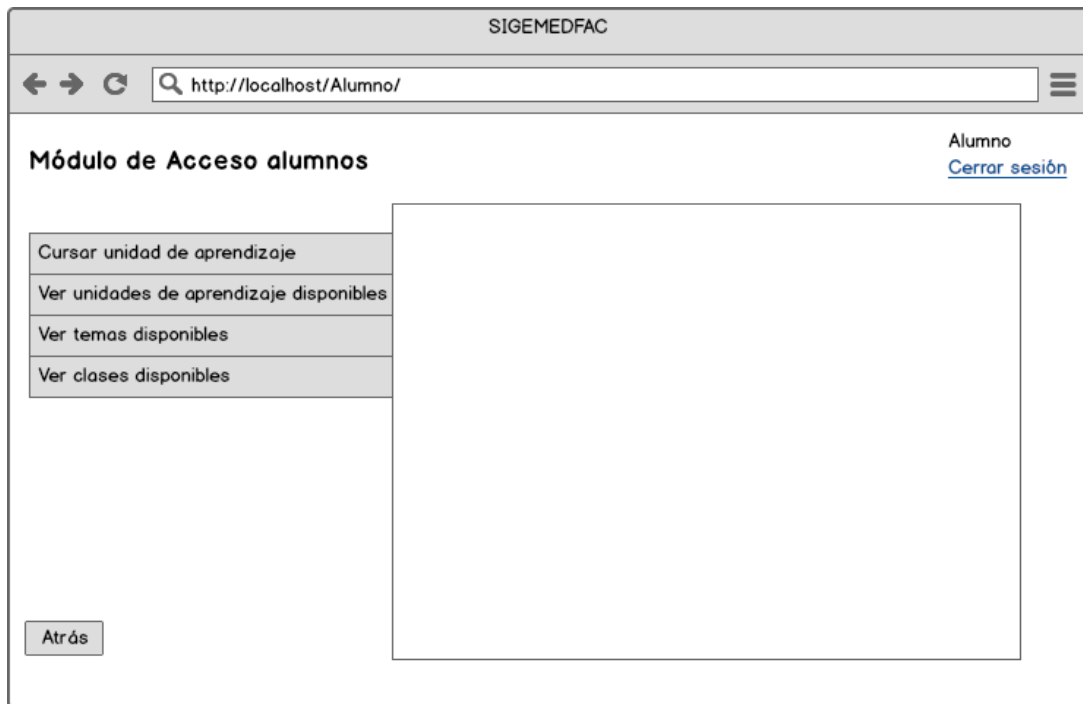 SIGEMEDFAC
http://localhost/Alumno/
Módulo de Acceso alumnos
Alumno
Cerrar sesión
Cursar unidad de aprendizaje
Ver unidades de aprendizaje disponibles
Ver temas disponibles
Ver clases disponibles
Atrás